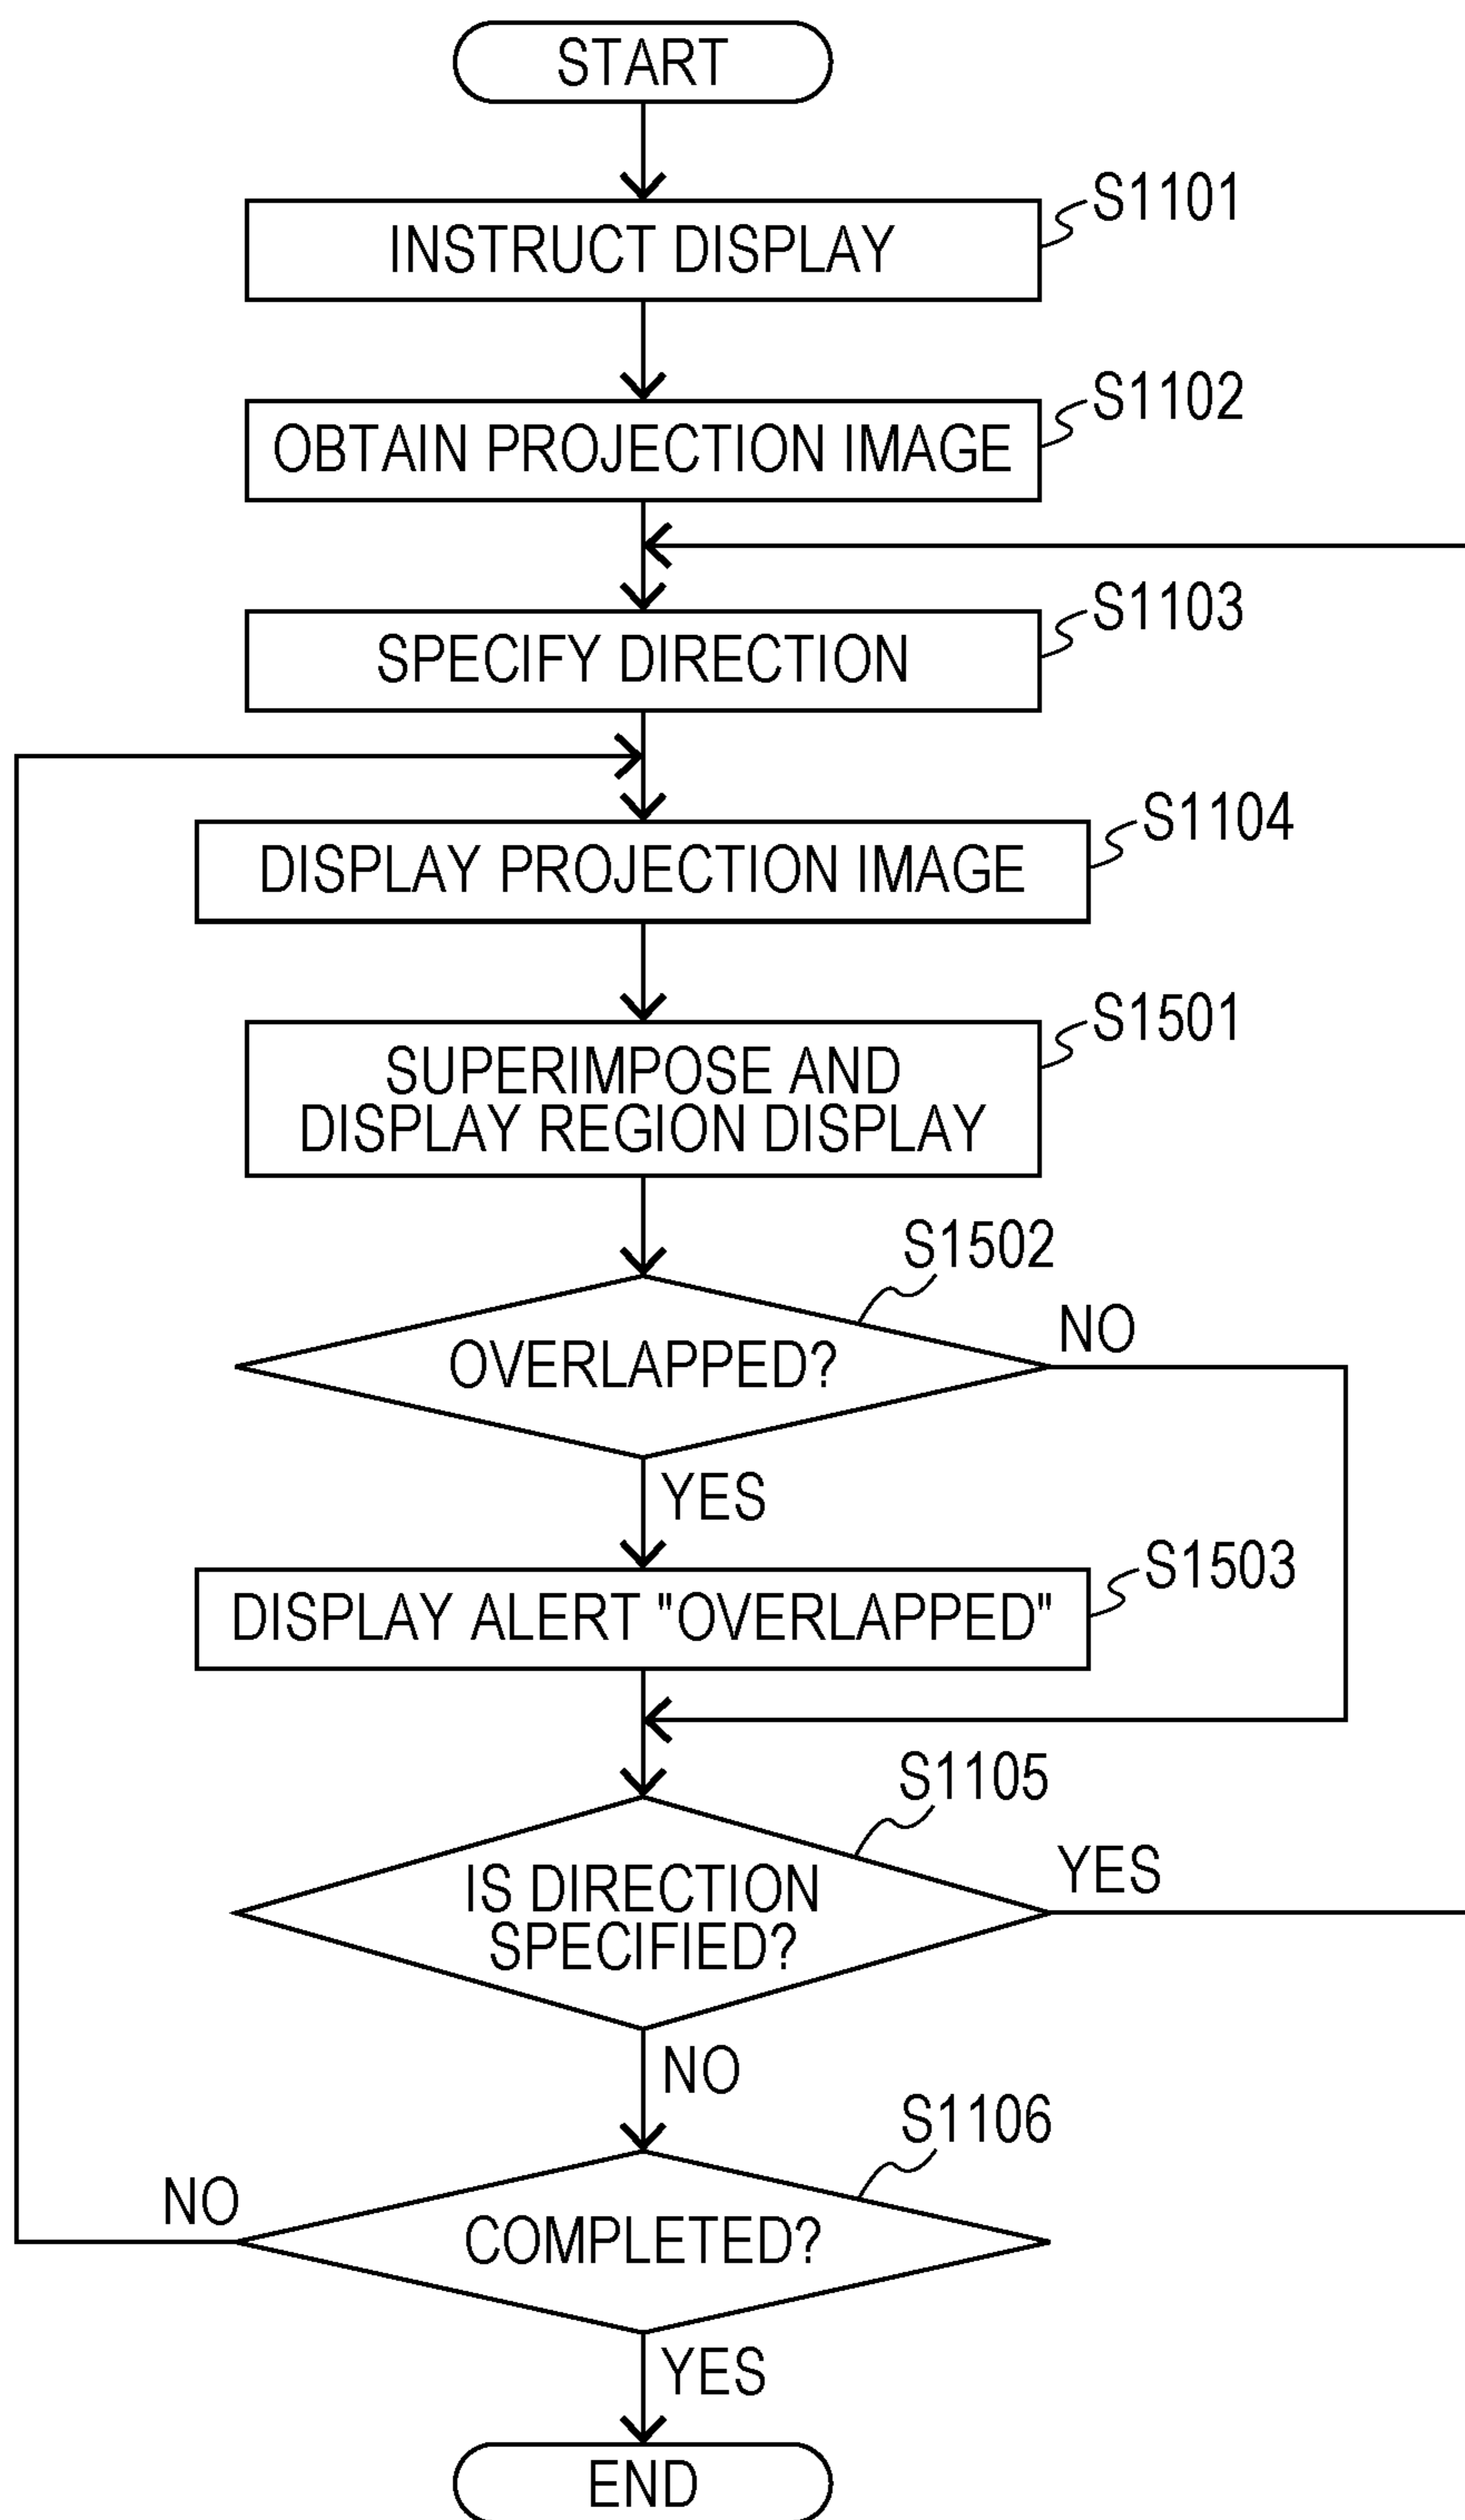 START
S1101
INSTRUCT DISPLAY
S1102
OBTAIN PROJECTION IMAGE
S1103
SPECIFY DIRECTION
S1104
DISPLAY PROJECTION IMAGE
S1501
SUPERIMPOSE AND
DISPLAY REGION DISPLAY
S1502
NO
OVERLAPPED?
YES
S1503
DISPLAY ALERT "OVERLAPPED"
S1105
YES
IS DIRECTION
SPECIFIED?
NO
S1106
NO
COMPLETED?
YES
END